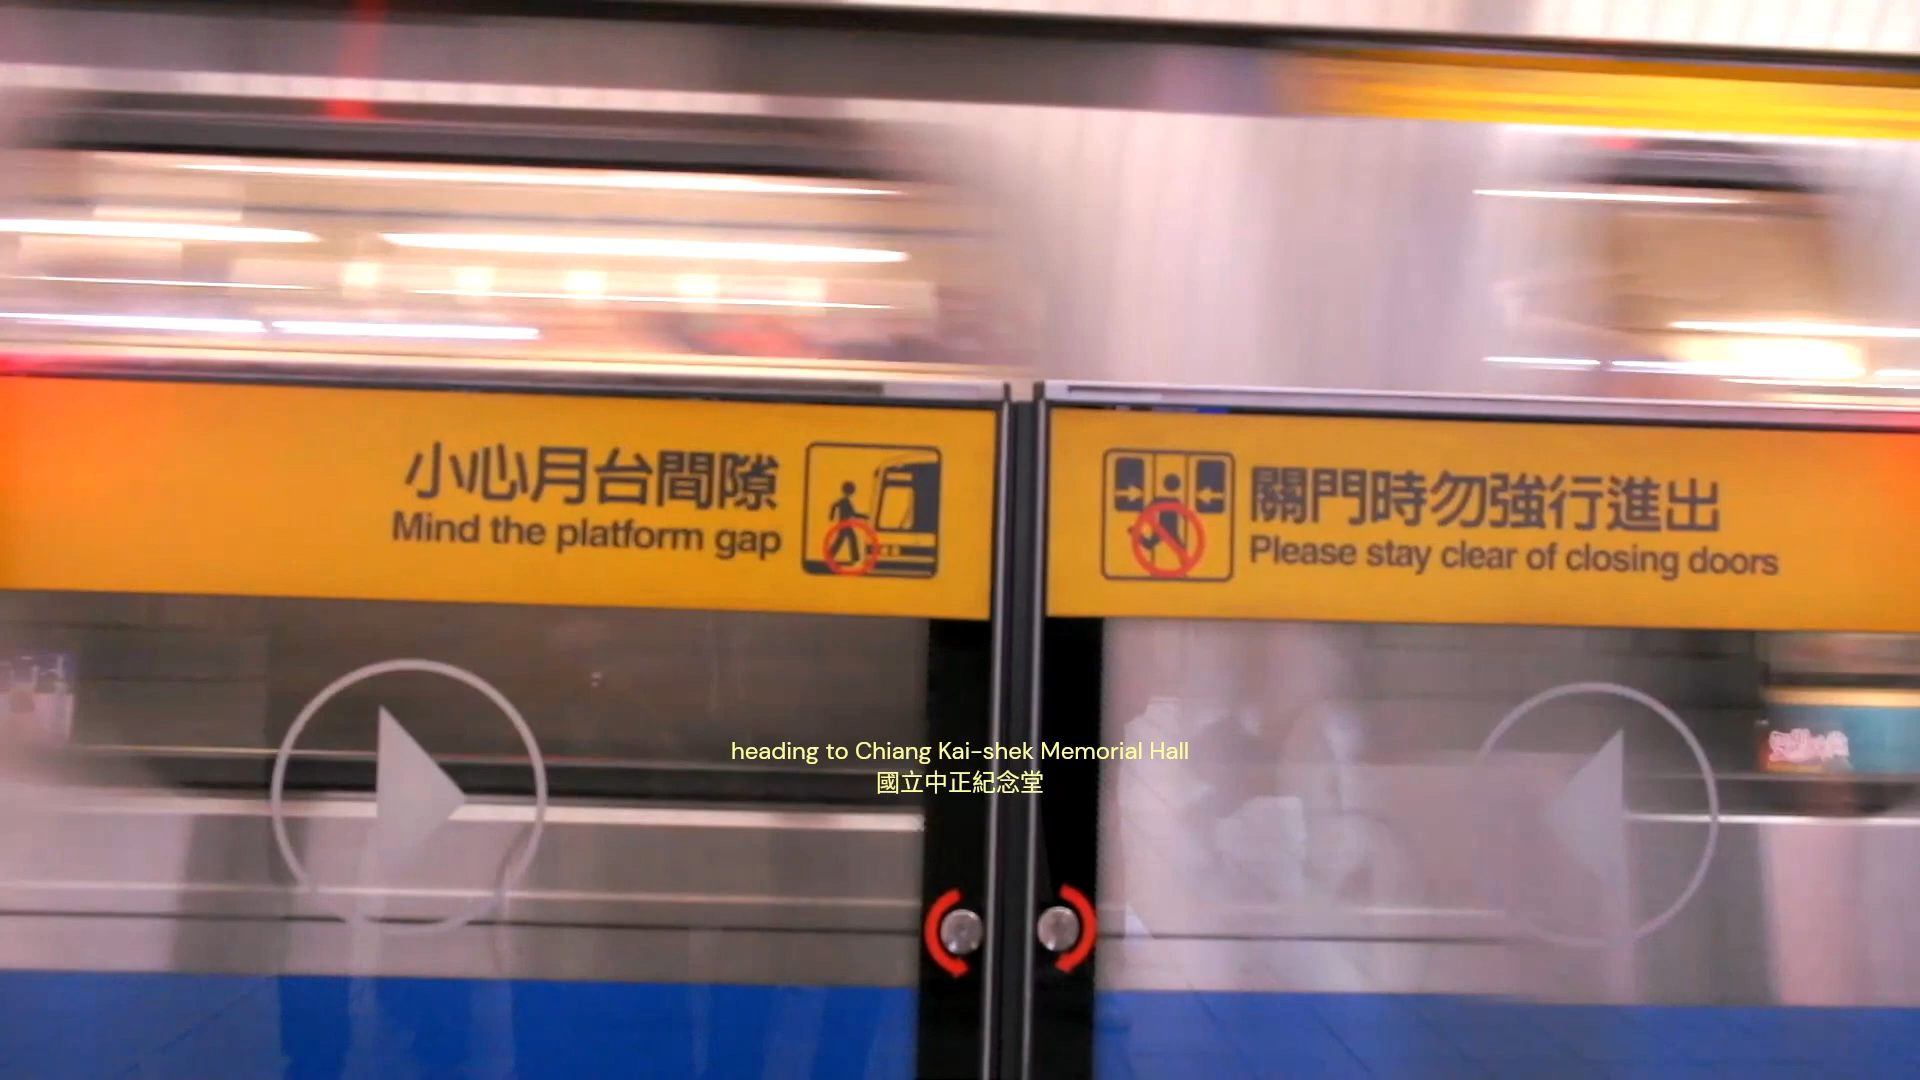 小心月台間隙
Mind the platform gap
關門時勿強行進出
Please stay clear of closing doors
heading to Chiang Kai-shek Memorial Hall
國立中正紀念堂